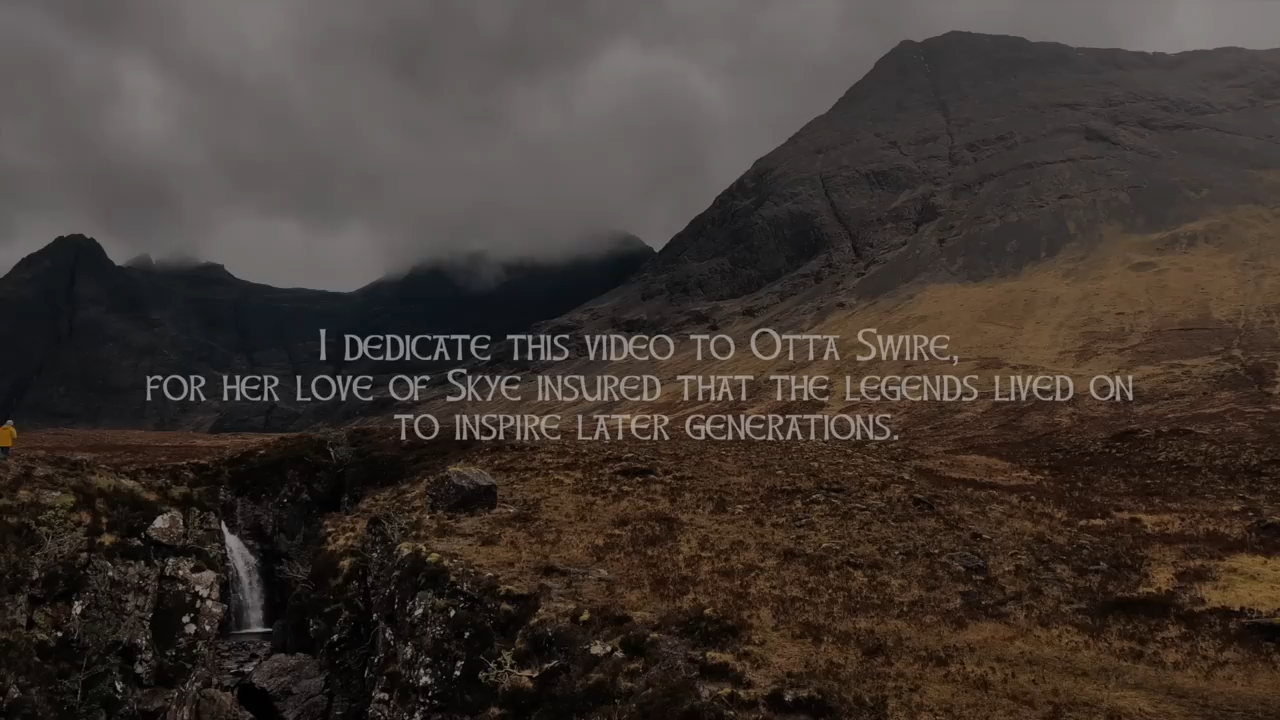 I dedicate this video to Otta Swire,
for her love of Skye insured that the legends lived on
to inspire later generations.